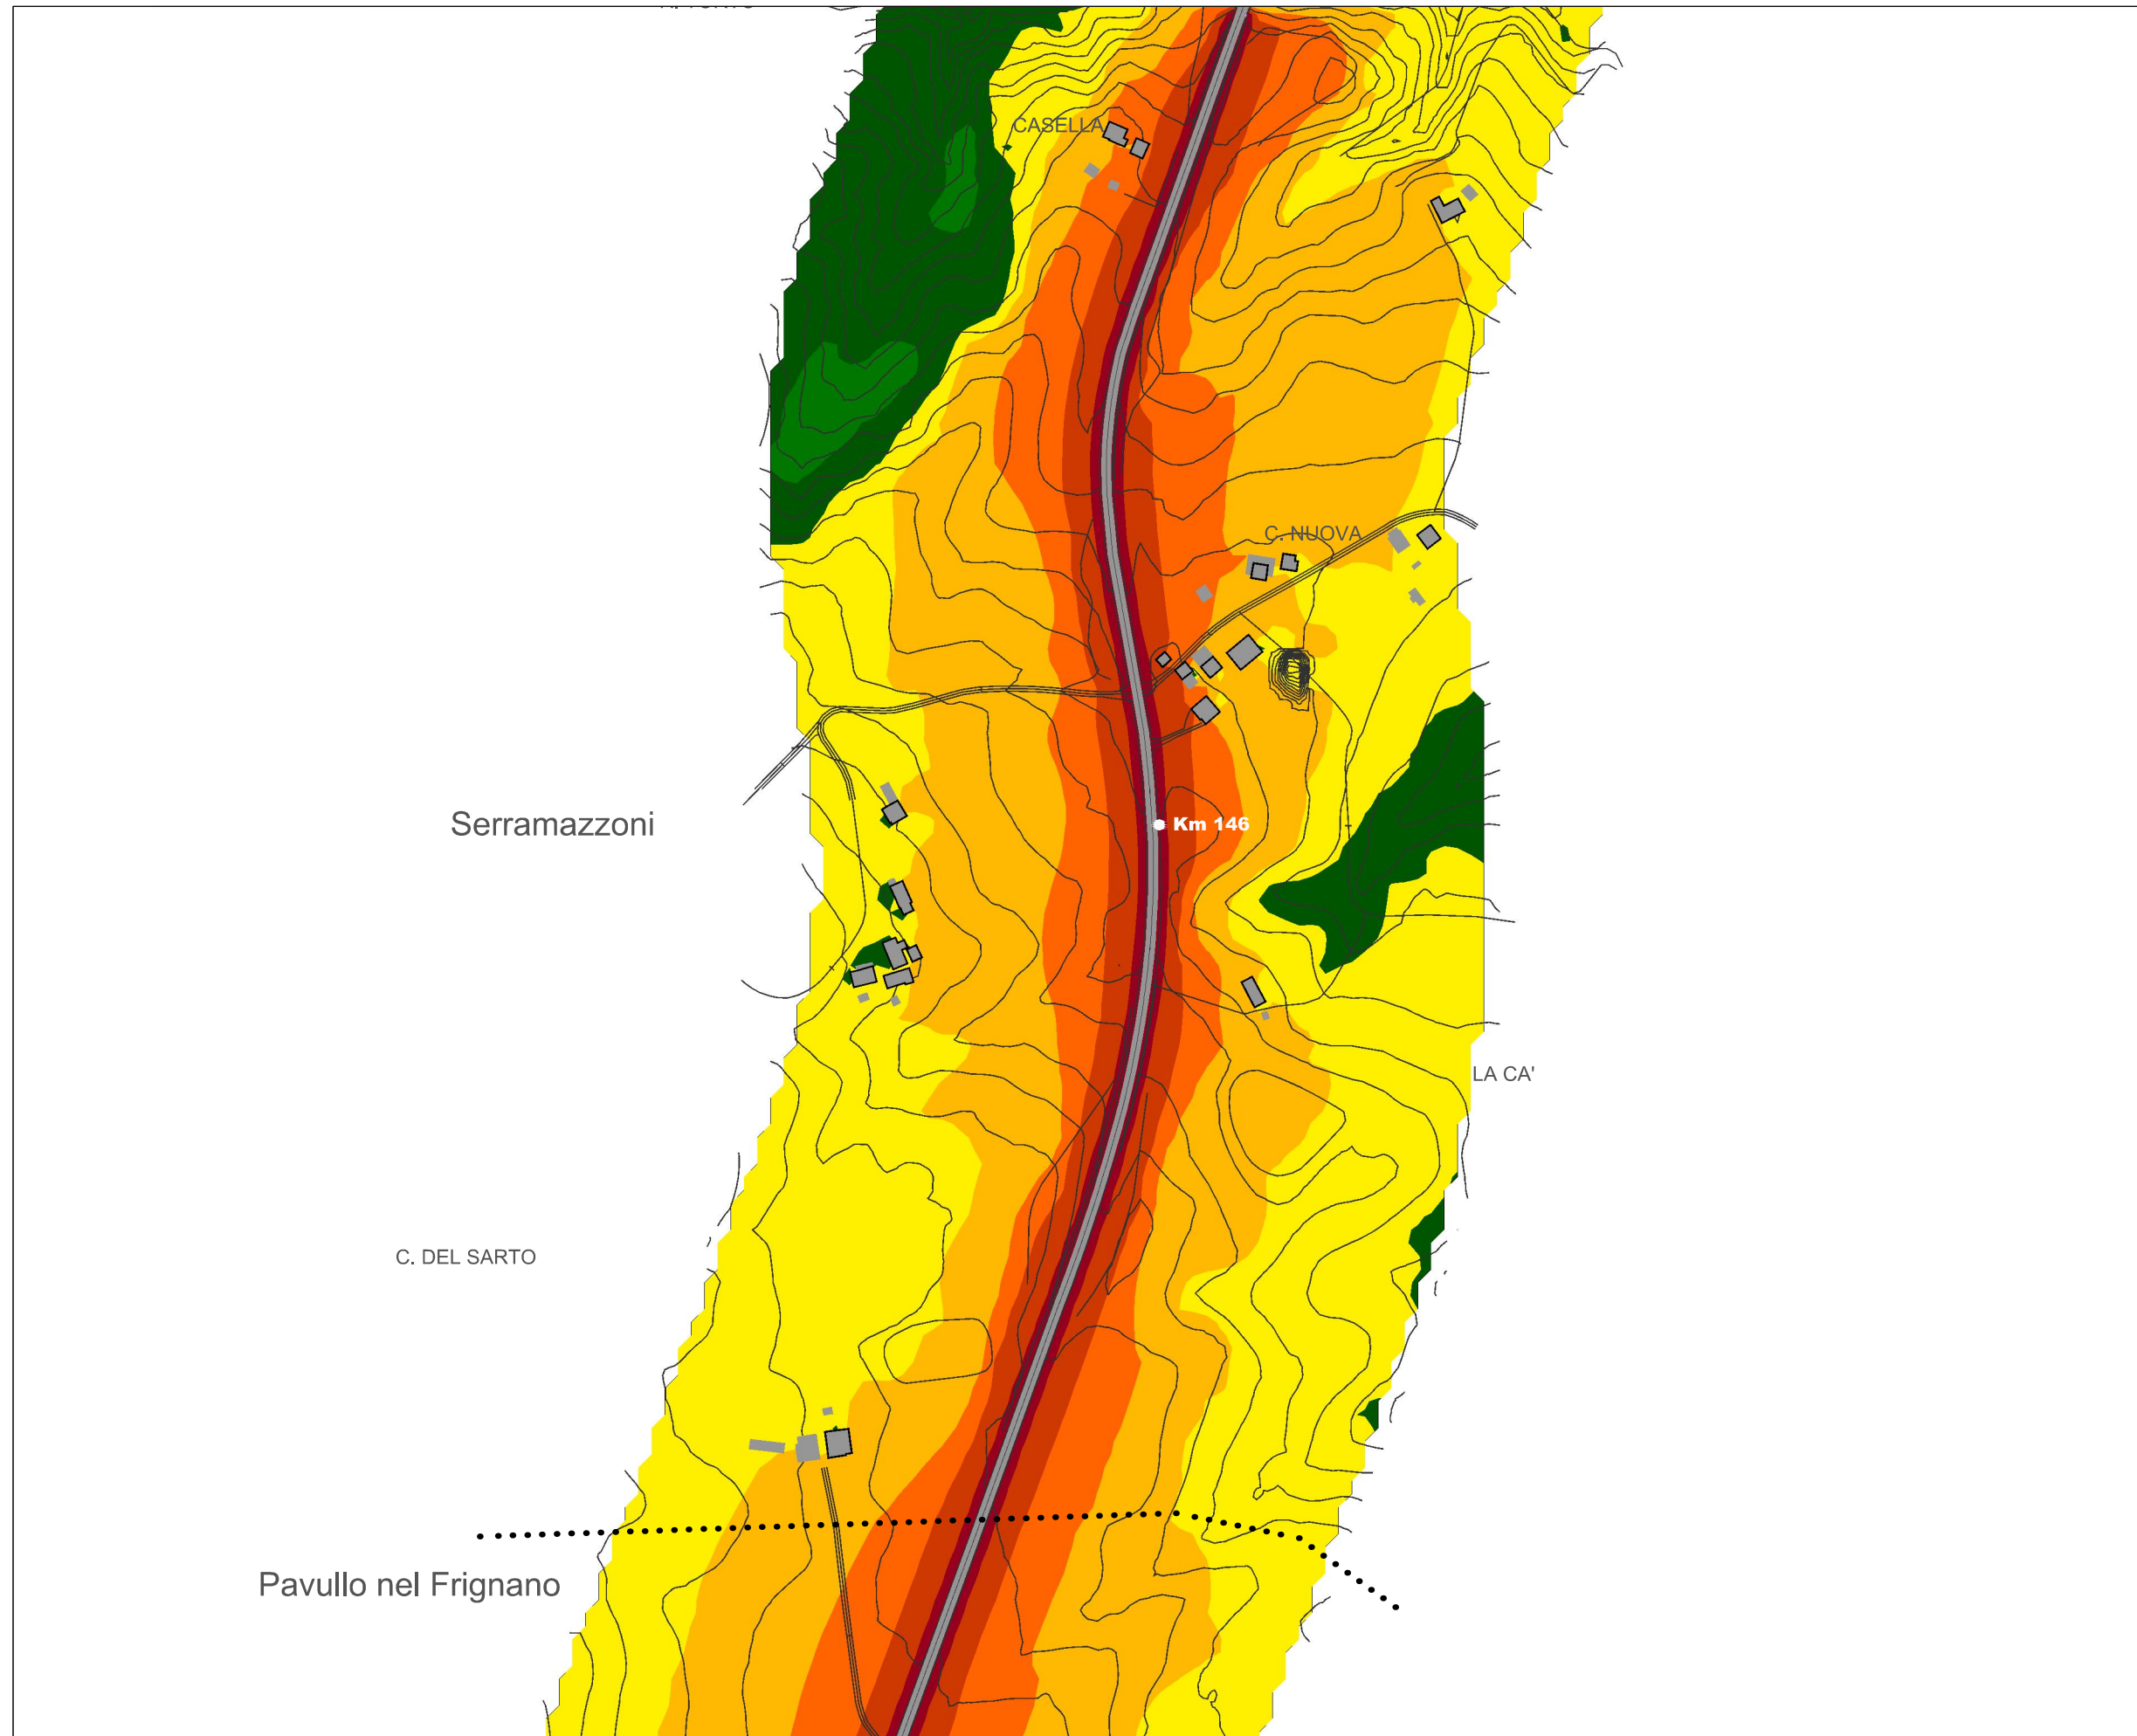 CASELLA
C. NUOVA
Serramazzoni
Km 146
LA CA'
C. DEL SARTO
Pavullo nel Frignano